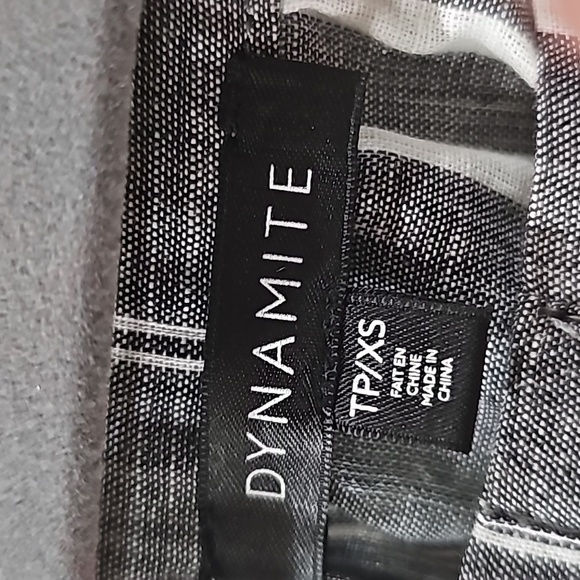 DYNAMITE
TP/XS
FAIT EN
CHINE
MADE IN
CHINA